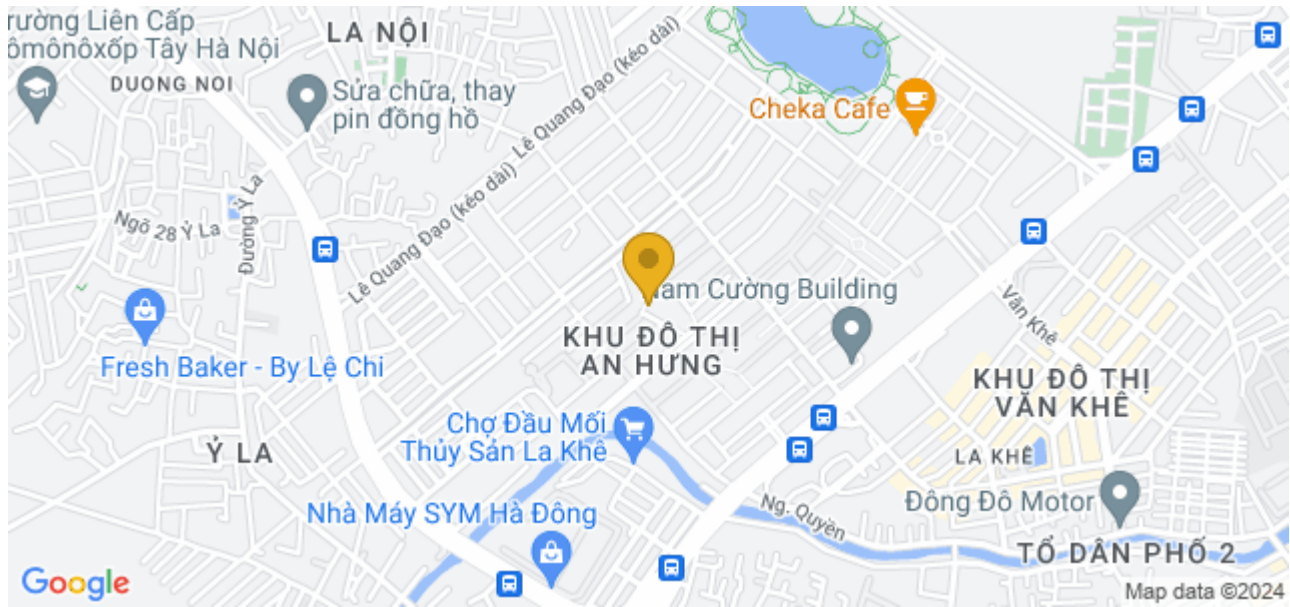 rường Liên Cấp
ômônôxốp Tây Hà Nội
LA NỘI
DUONG NOI
Sửa chữa, thay
pin đồng hồ
Lê Quang Đạo (kéo dài)
Lê Quang Đạo (kéo dài)
Cheka Cafe
Ngõ 28 Ỷ La
Đường Ỷ La
Nam Cường Building
Văn Khê
KHU ĐÔ THỊ
AN HƯNG
Fresh Baker - By Lệ Chi
KHU ĐÔ THỊ
VĂN KHÊ
Chợ Đầu Mối
Thủy Sản La Khê
Ỷ LA
LA KHÊ
Ng. Quyền
Đông Đô Motor
Nhà Máy SYM Hà Đông
TỔ DÂN PHỐ 2
Google
Map data ©2024